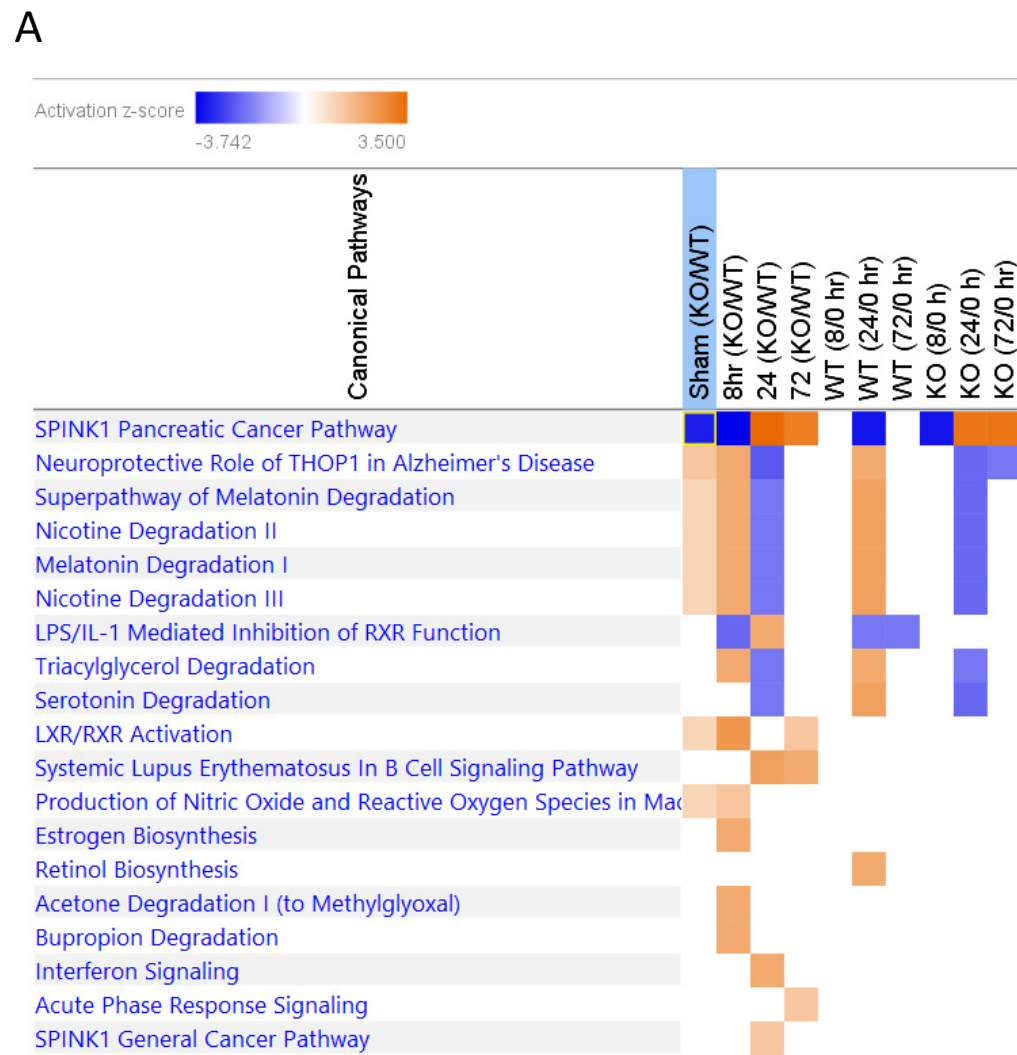 A
Activation z-score
-3.742 3.500
Canonical Pathways
Sham (KO/WT)
8hr (KO/WT)
24 (KO/WT)
72 (KO/WT)
WT (8/0 hr)
WT (24/0 hr)
WT (72/0 hr)
KO (8/0 h)
KO (24/0 h)
KO (72/0 hr)
SPINK1 Pancreatic Cancer Pathway
Neuroprotective Role of THOP1 in Alzheimer's Disease
Superpathway of Melatonin Degradation
Nicotine Degradation II
Melatonin Degradation I
Nicotine Degradation III
LPS/IL-1 Mediated Inhibition of RXR Function
Triacylglycerol Degradation
Serotonin Degradation
LXR/RXR Activation
Systemic Lupus Erythematosus In B Cell Signaling Pathway
Production of Nitric Oxide and Reactive Oxygen Species in Mac
Estrogen Biosynthesis
Retinol Biosynthesis
Acetone Degradation I (to Methylglyoxal)
Bupropion Degradation
Interferon Signaling
Acute Phase Response Signaling
SPINK1 General Cancer Pathway